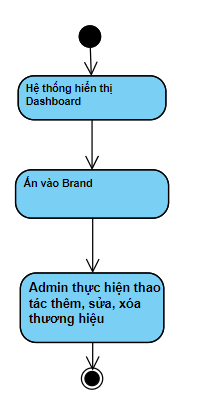 Hệ thống hiển thị
Dashboard
Ấn vào Brand
Admin thực hiện thao
tác thêm, sửa, xóa
thương hiệu